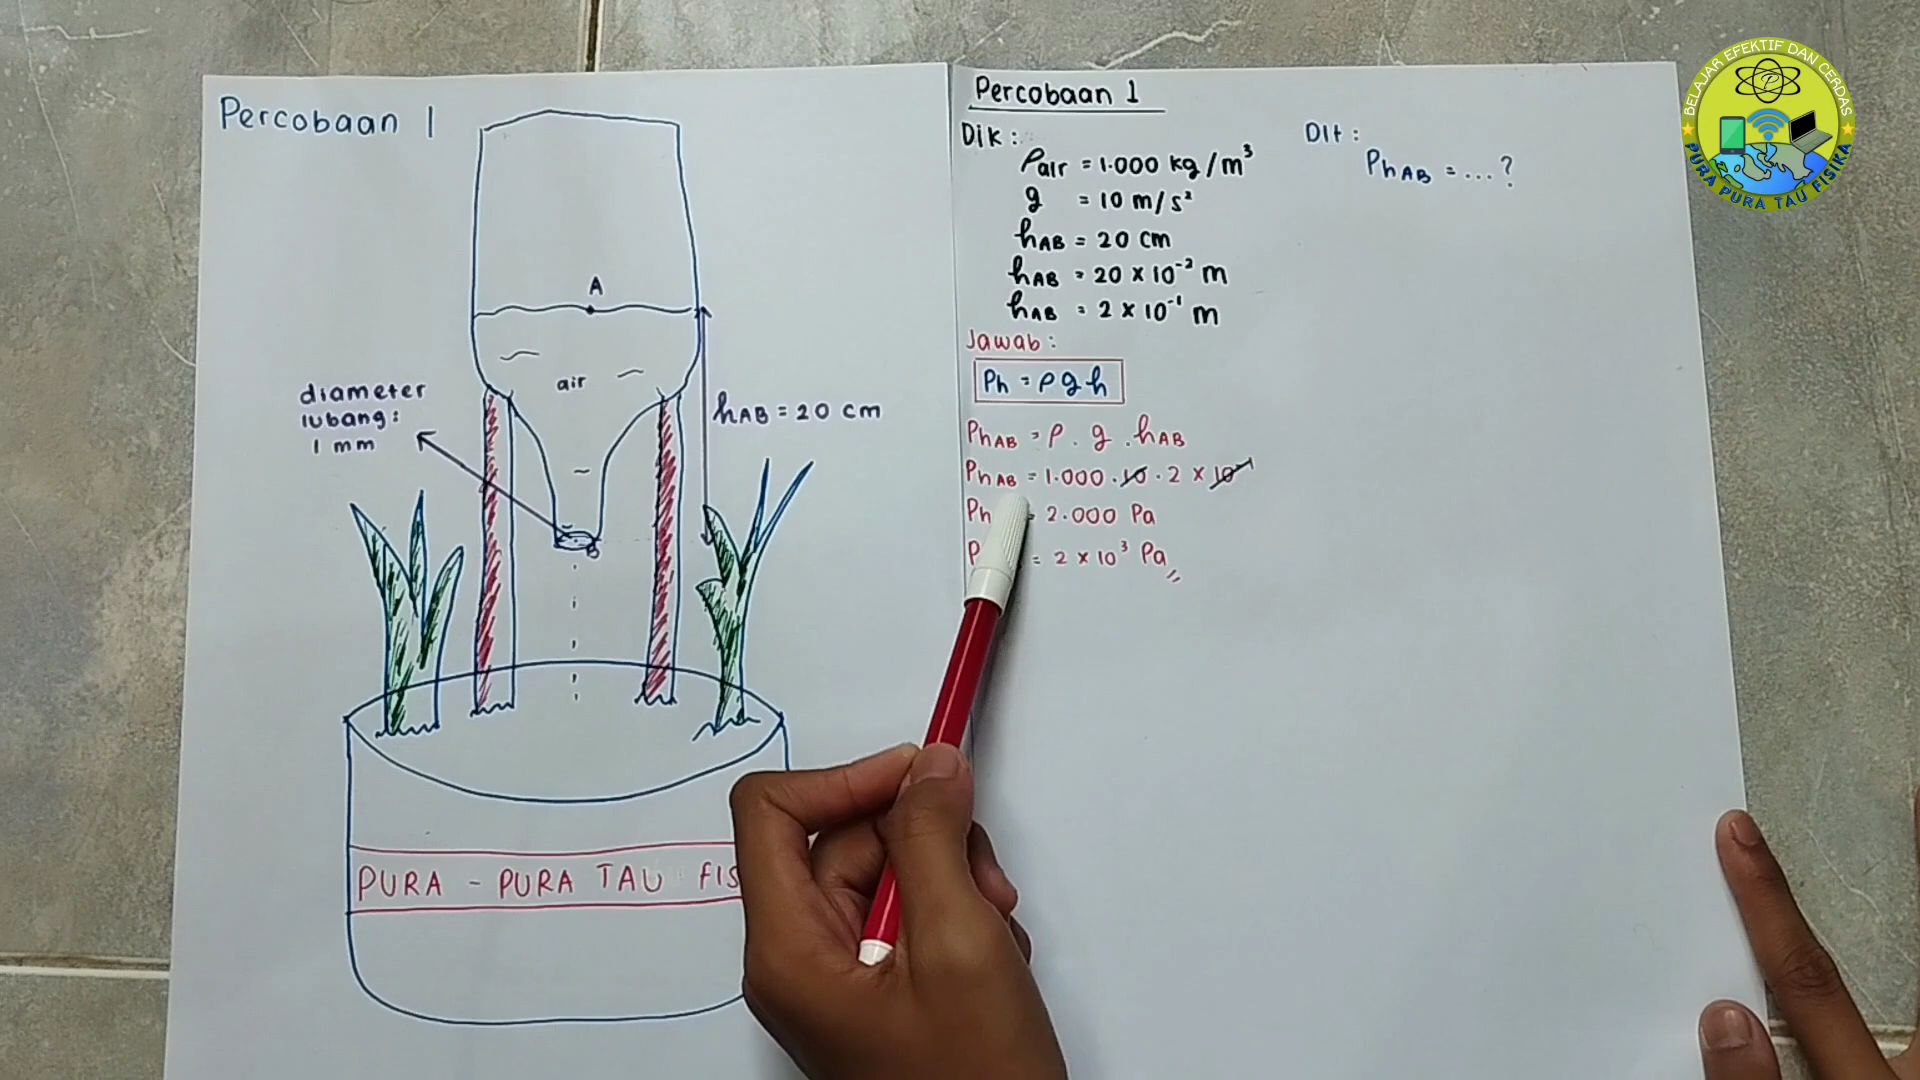 Percobaan 1
A
air
diameter
lubang:
1 mm
hAB = 20 cm
B
PURA - PURA TAU FIS
Percobaan 1
Dik:
ρair = 1.000 kg/m³
g = 10 m/s²
hAB = 20 cm
hAB = 20 x 10⁻² m
hAB = 2 x 10⁻¹ m
Dit:
PhAB = ...?
Jawab:
Ph = ρ g h
PhAB = ρ . g . hAB
PhAB = 1.000 . 10 . 2 x 10⁻¹
Ph = 2.000 Pa
P = 2 x 10³ Pa
BELAJAR EFEKTIF DAN CERDAS
PURA PURA TAU FISIKA